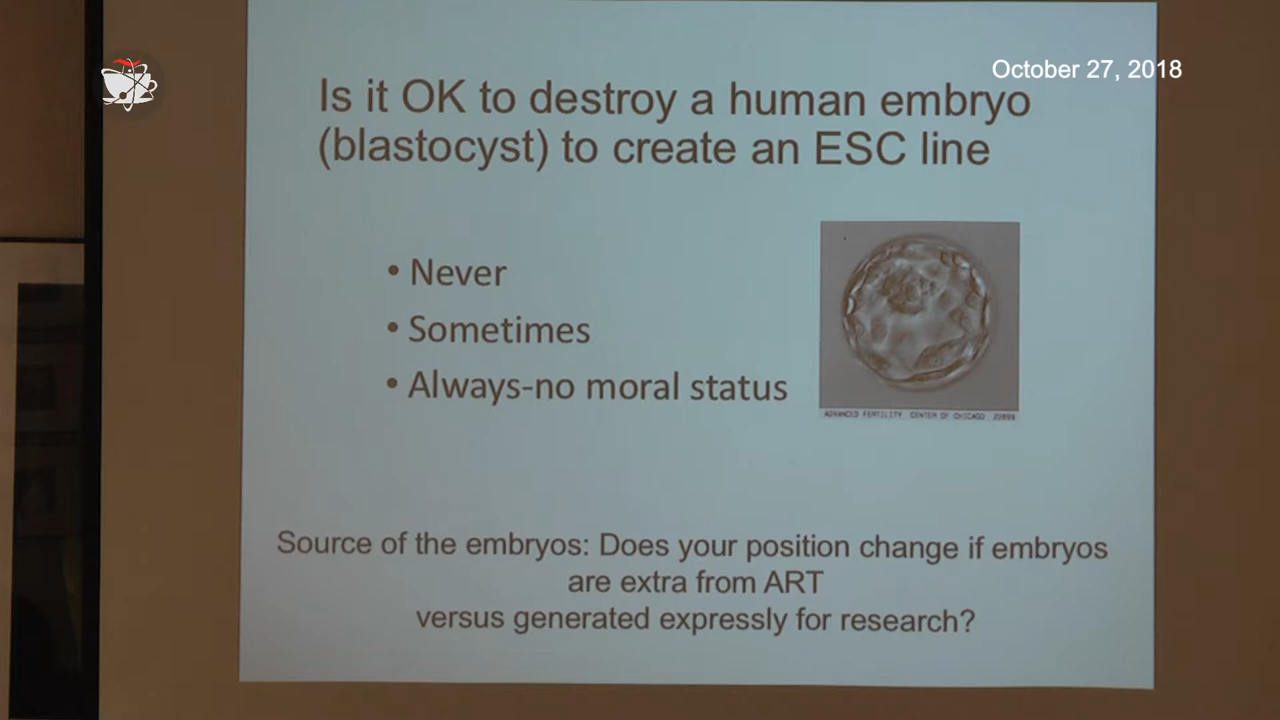 October 27, 2018
Is it OK to destroy a human embryo
(blastocyst) to create an ESC line
• Never
• Sometimes
• Always-no moral status
ADVANCED FERTILITY CENTER OF CHICAGO
Source of the embryos: Does your position change if embryos
are extra from ART
versus generated expressly for research?